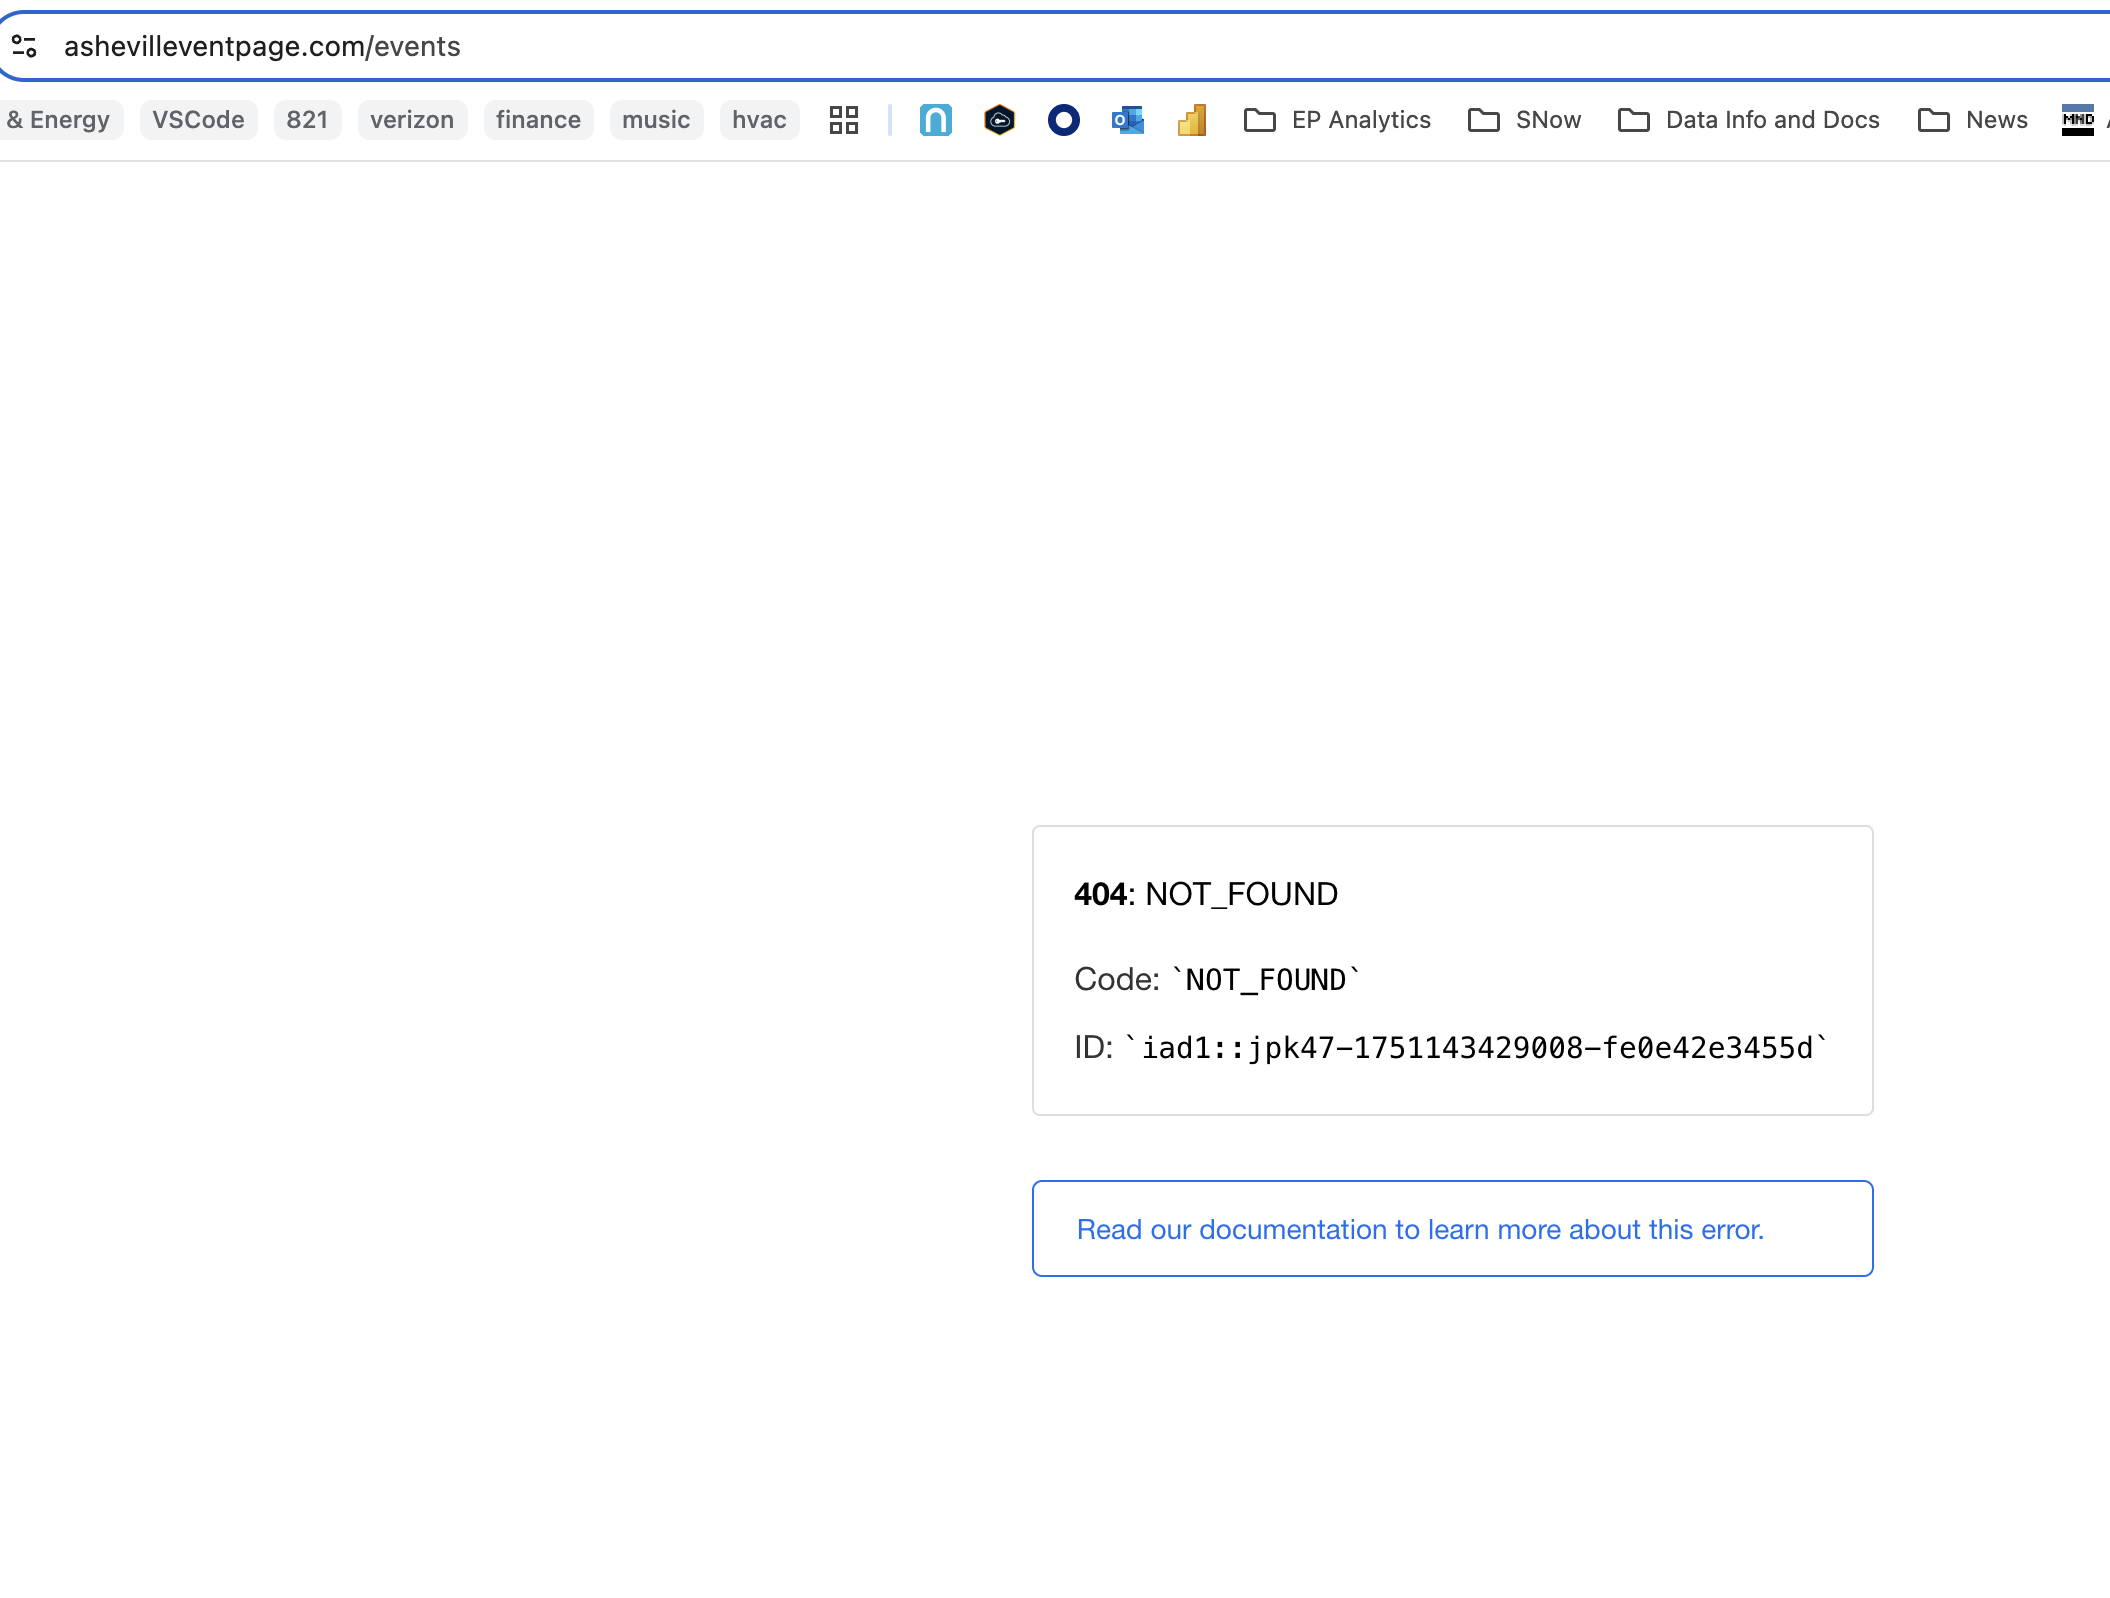 ashevilleventpage.com/events
& Energy VSCode 821 verizon finance music hvac EP Analytics SNow Data Info and Docs News MHD
404: NOT_FOUND
Code: `NOT_FOUND`
ID: `iad1::jpk47-1751143429008-fe0e42e3455d`
Read our documentation to learn more about this error.